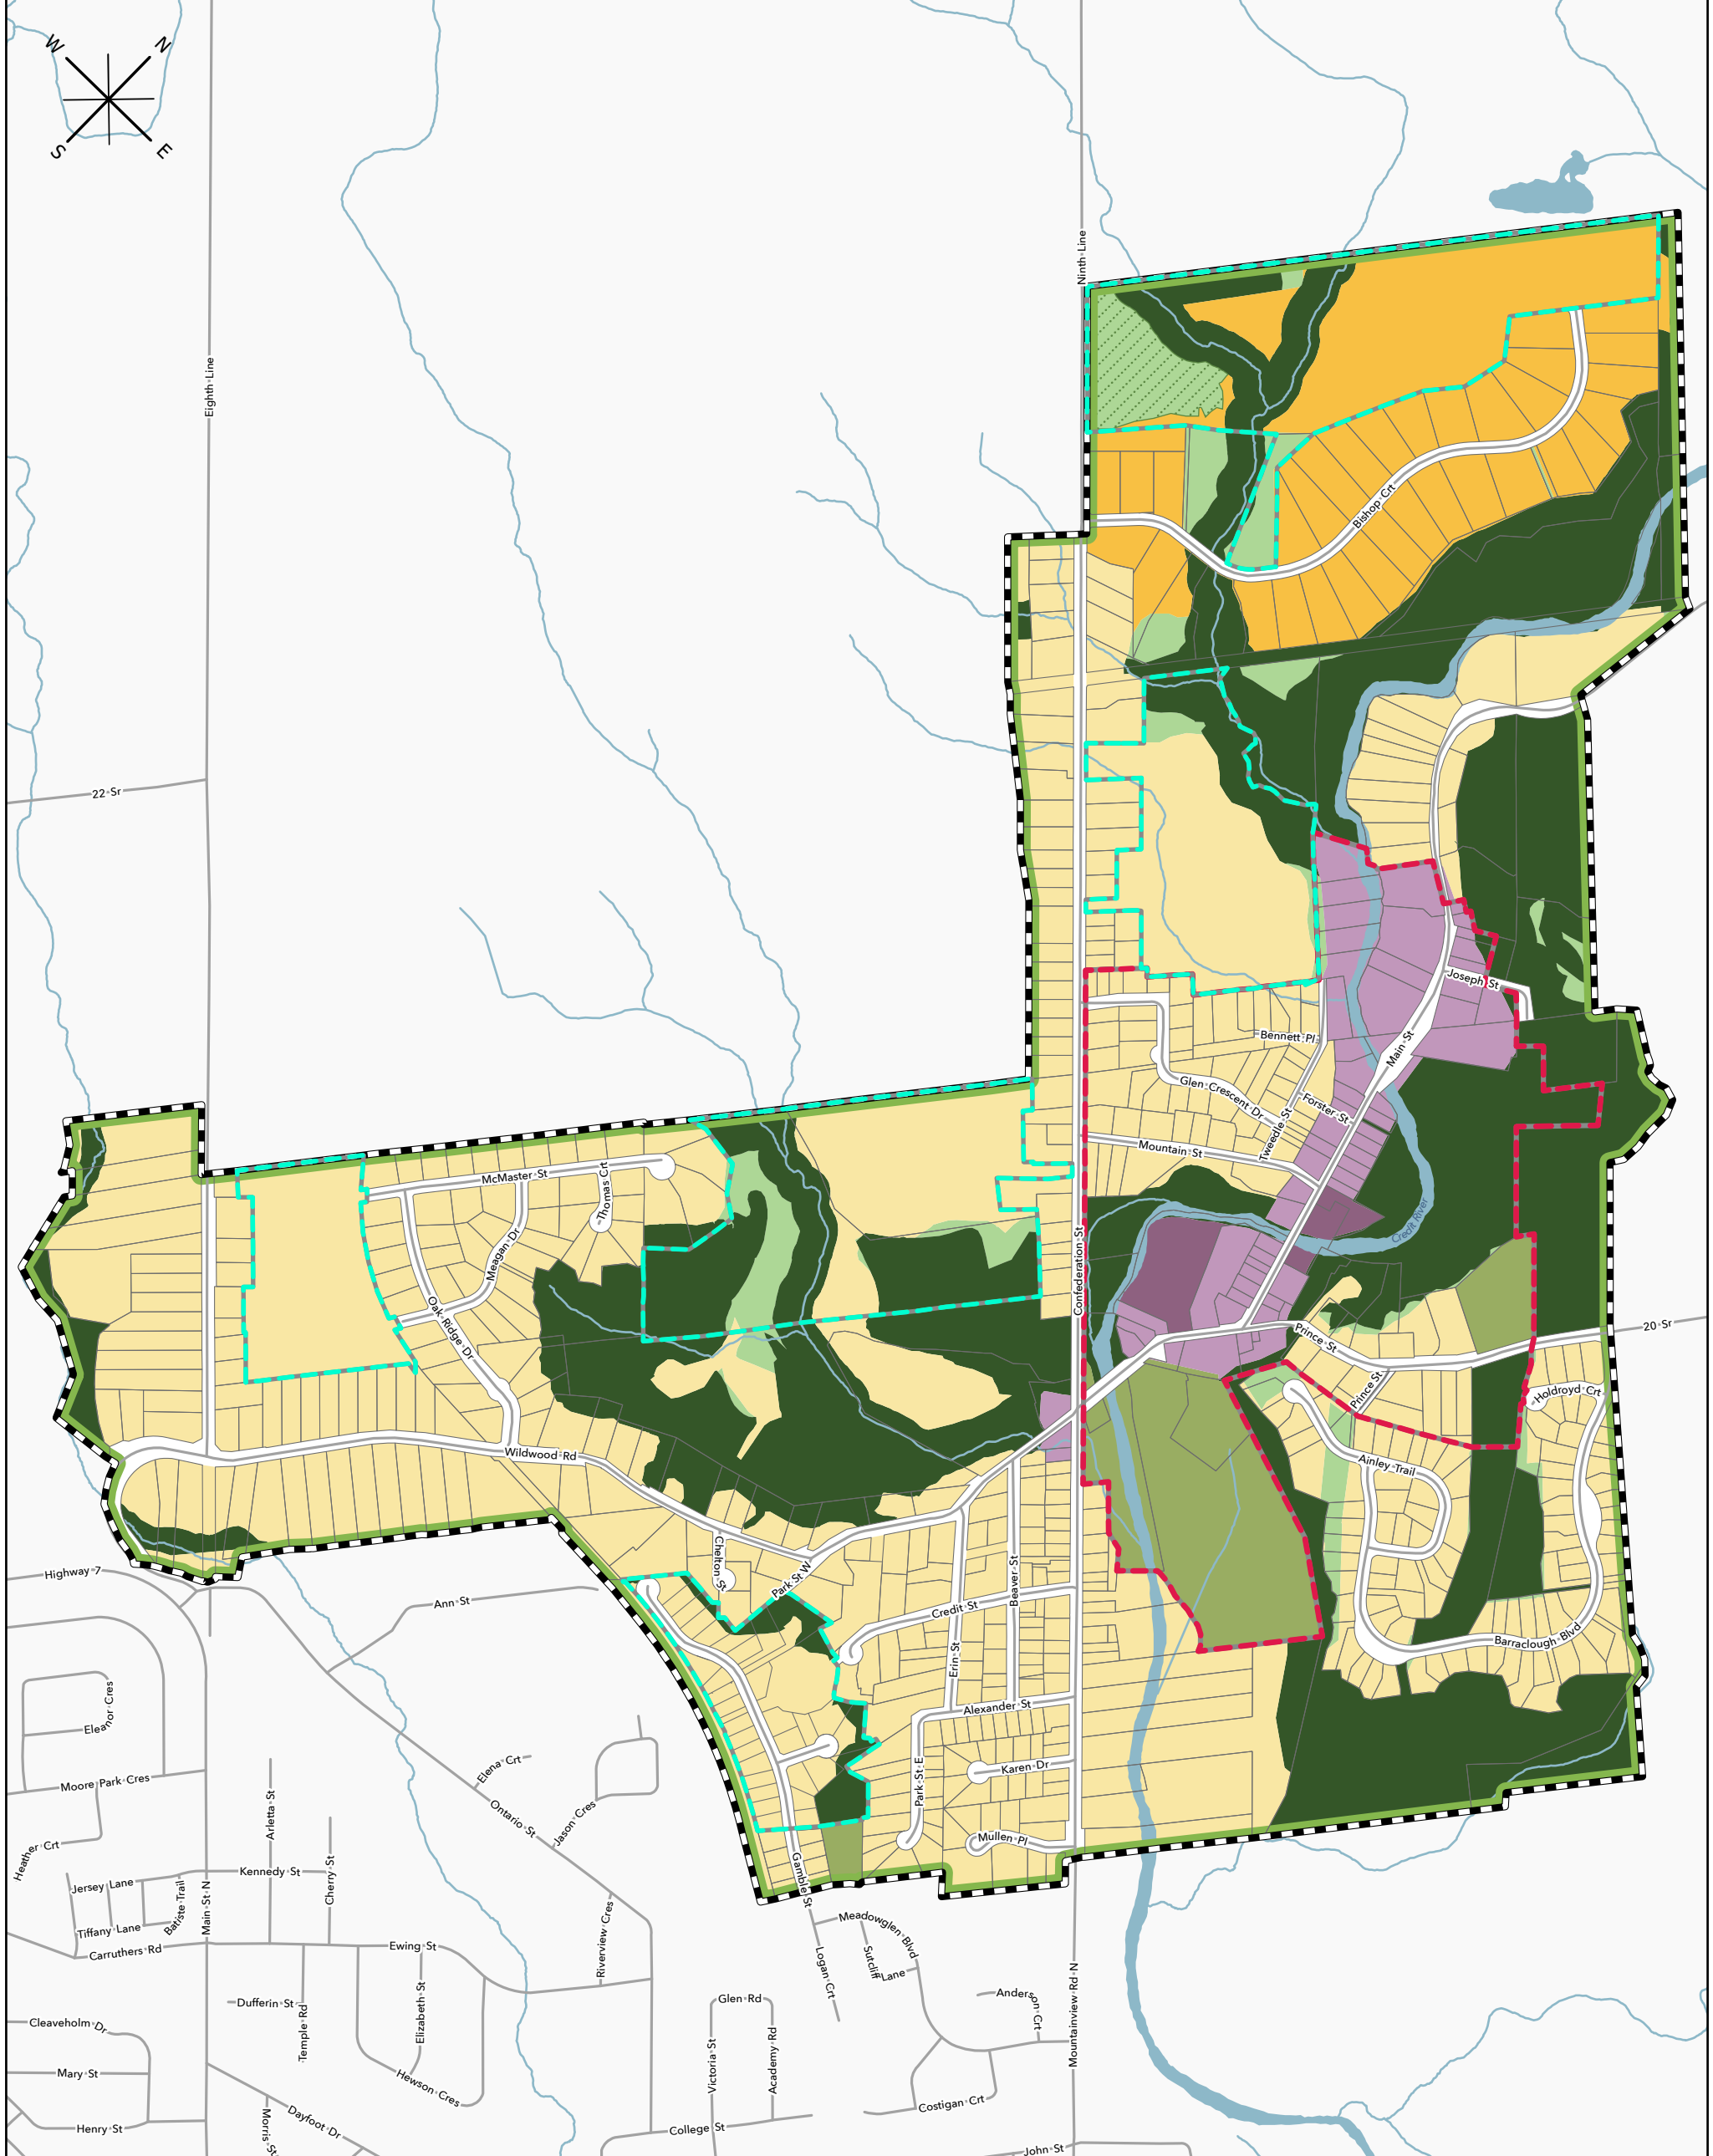 W
N
S
E
Ninth Line
Eighth Line
Bishop Crt
22 Sr
Joseph St
Bennett Pl
Main St
Glen Crescent Dr
Forster St
Tweedle St
Mountain St
McMaster St
Thomas Crt
Meagan Dr
Credit River
Confederation St
Oak Ridge Dr
Prince St
20 Sr
Prince St
Holdroyd Crt
Wildwood Rd
Ainley Trail
Highway 7
Chelton St
Park St W
Beaver St
Ann St
Credit St
Erin St
Barraclough Blvd
Eleanor Cres
Alexander St
Elena Crt
Karen Dr
Park St E
Moore Park Cres
Arletta St
Ontario St
Jason Cres
Heather Crt
Mullen Pl
Kennedy St
Cherry St
Jersey Lane
Gamble St
Batiste Trail
Main St N
Tiffany Lane
Meadowglen Blvd
Riverview Cres
Carruthers Rd
Ewing St
Sutcliff Lane
Logan Crt
Anderson Crt
Glen Rd
Dufferin St
Temple Rd
Elizabeth St
Mountainview Rd N
Cleaveholm Dr
Victoria St
Academy Rd
Mary St
Hewson Cres
Costigan Crt
Henry St
Morris St
Dayfoot Dr
College St
John St